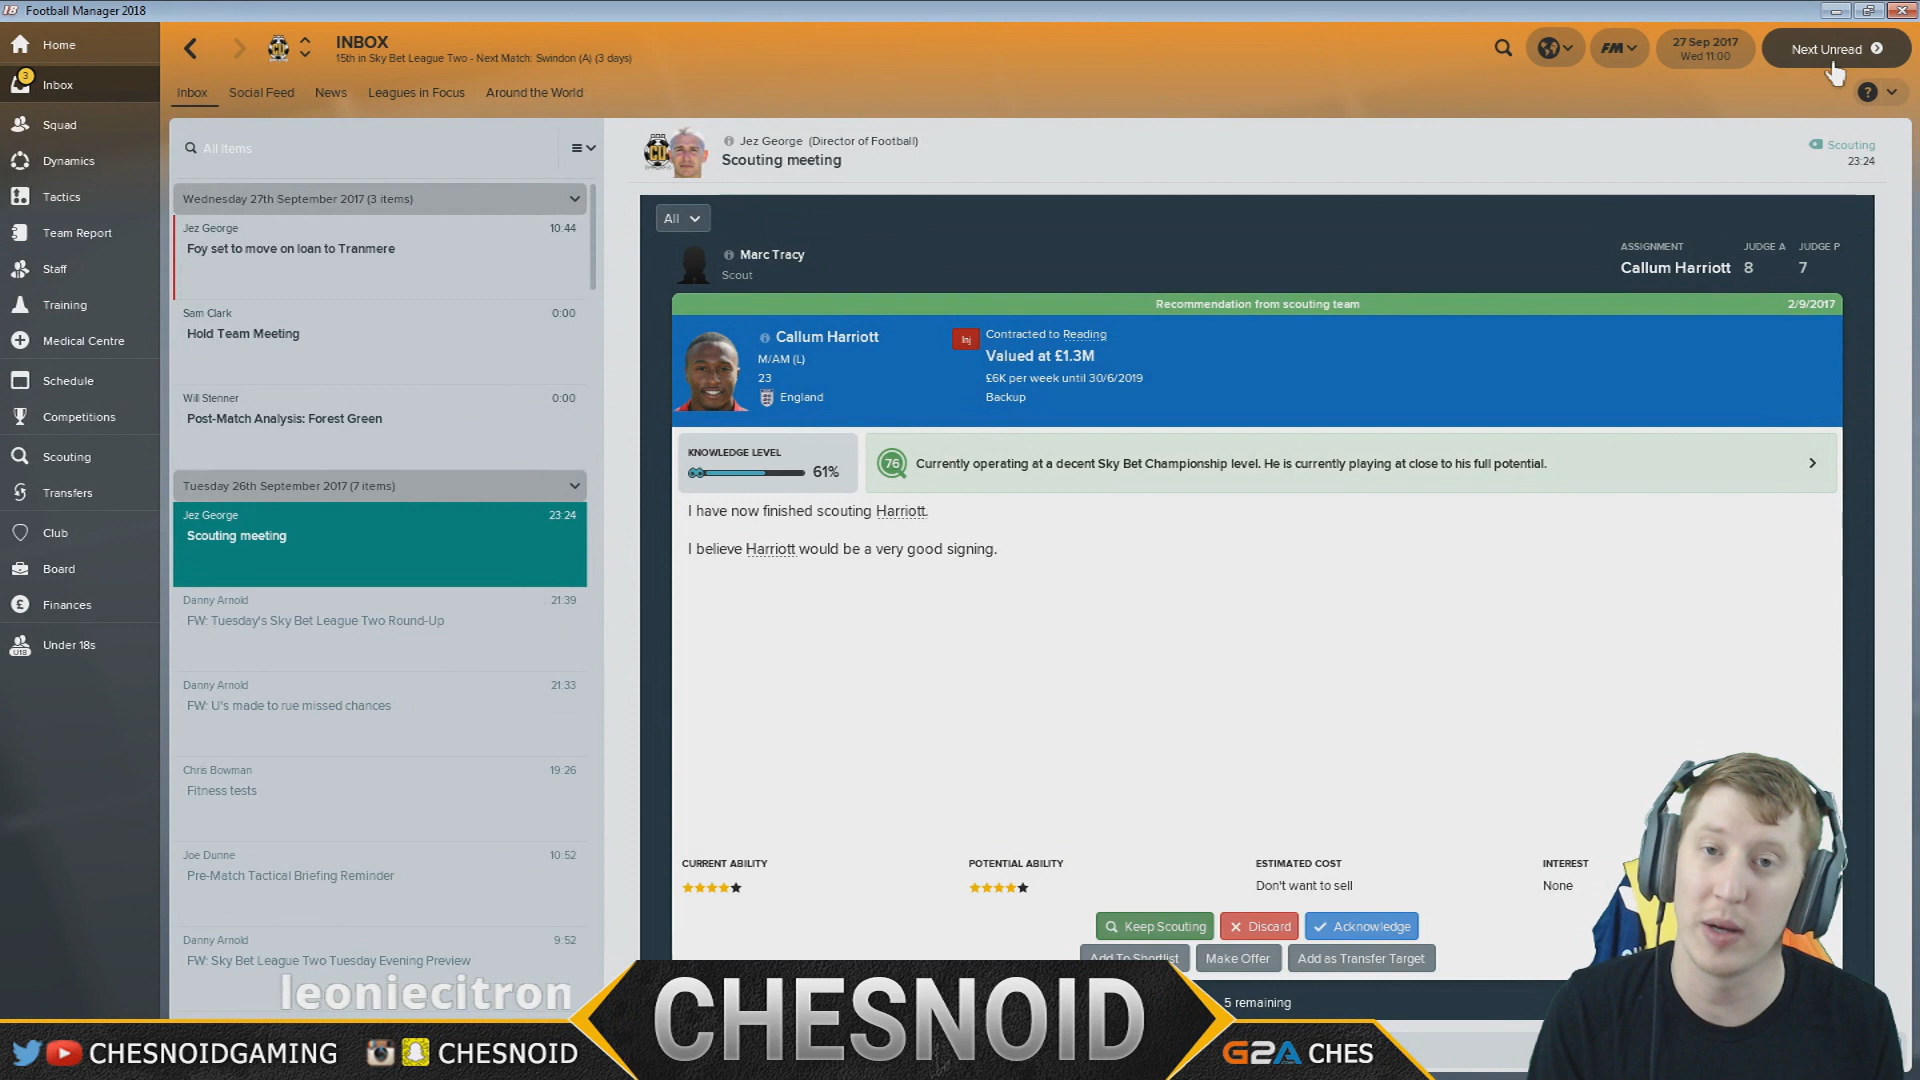 Football Manager 2018
Home
3
Inbox
Squad
Dynamics
Tactics
Team Report
Staff
Training
Medical Centre
Schedule
Competitions
Scouting
Transfers
Club
Board
Finances
U18
Under 18s
INBOX
15th in Sky Bet League Two - Next Match: Swindon (A) (3 days)
FM
27 Sep 2017
Wed 11:00
Next Unread
Inbox Social Feed News Leagues in Focus Around the World
?
All Items
Wednesday 27th September 2017 (3 items)
Jez George 10:44
Foy set to move on loan to Tranmere
Sam Clark 0:00
Hold Team Meeting
Will Stenner 0:00
Post-Match Analysis: Forest Green
Tuesday 26th September 2017 (7 items)
Jez George 23:24
Scouting meeting
Danny Arnold 21:39
FW: Tuesday's Sky Bet League Two Round-Up
Danny Arnold 21:33
FW: U's made to rue missed chances
Chris Bowman 19:26
Fitness tests
Joe Dunne 10:52
Pre-Match Tactical Briefing Reminder
Danny Arnold 9:52
FW: Sky Bet League Two Tuesday Evening Preview
CU
Jez George (Director of Football)
Scouting meeting
Scouting
23:24
All
Marc Tracy
Scout
ASSIGNMENT JUDGE A JUDGE P
Callum Harriott 8 7
Recommendation from scouting team 2/9/2017
Callum Harriott
M/AM (L)
23
England
Inj
Contracted to Reading
Valued at £1.3M
£6K per week until 30/6/2019
Backup
KNOWLEDGE LEVEL
61%
76
Currently operating at a decent Sky Bet Championship level. He is currently playing at close to his full potential.
I have now finished scouting Harriott.
I believe Harriott would be a very good signing.
CURRENT ABILITY POTENTIAL ABILITY ESTIMATED COST INTEREST
Don't want to sell None
Keep Scouting Discard Acknowledge
Add To Shortlist Make Offer Add as Transfer Target
5 remaining
leoniecitron
CHESNOIDGAMING
CHESNOID
CHESNOID
G2A CHES